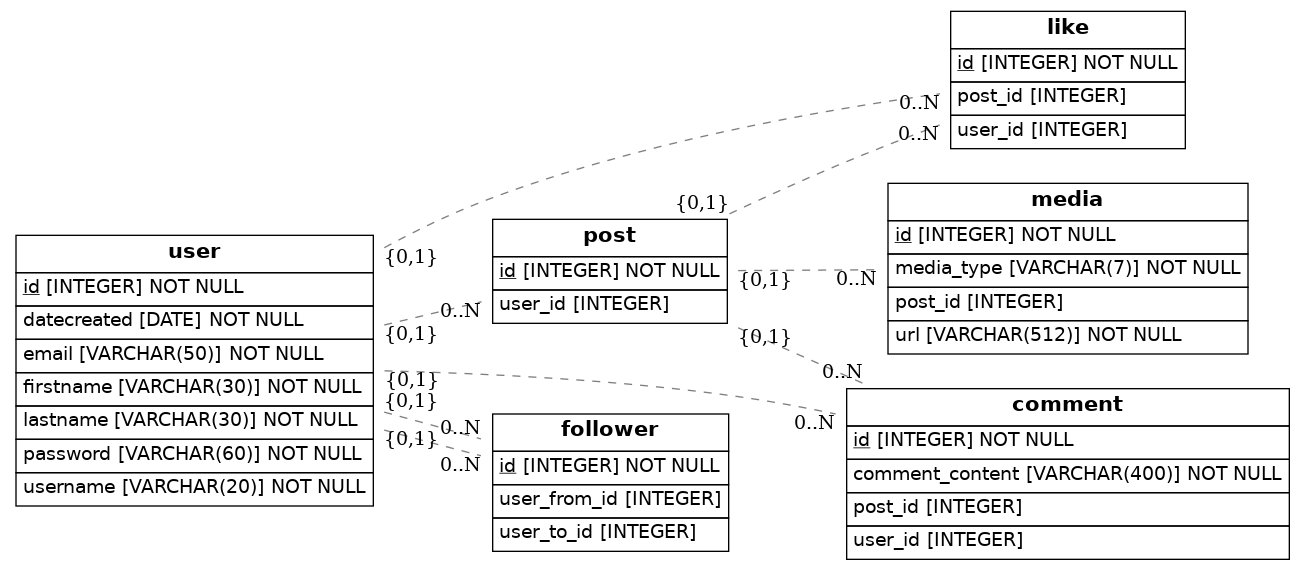 user
id [INTEGER] NOT NULL
datecreated [DATE] NOT NULL
email [VARCHAR(50)] NOT NULL
firstname [VARCHAR(30)] NOT NULL
lastname [VARCHAR(30)] NOT NULL
password [VARCHAR(60)] NOT NULL
username [VARCHAR(20)] NOT NULL
{0,1}
{0,1}
{0,1}
{0,1}
{0,1}
0..N
0..N
0..N
post
id [INTEGER] NOT NULL
user_id [INTEGER]
follower
id [INTEGER] NOT NULL
user_from_id [INTEGER]
user_to_id [INTEGER]
{0,1}
{0,1}
{0,1}
0..N
0..N
0..N
0..N
0..N
like
id [INTEGER] NOT NULL
post_id [INTEGER]
user_id [INTEGER]
media
id [INTEGER] NOT NULL
media_type [VARCHAR(7)] NOT NULL
post_id [INTEGER]
url [VARCHAR(512)] NOT NULL
comment
id [INTEGER] NOT NULL
comment_content [VARCHAR(400)] NOT NULL
post_id [INTEGER]
user_id [INTEGER]